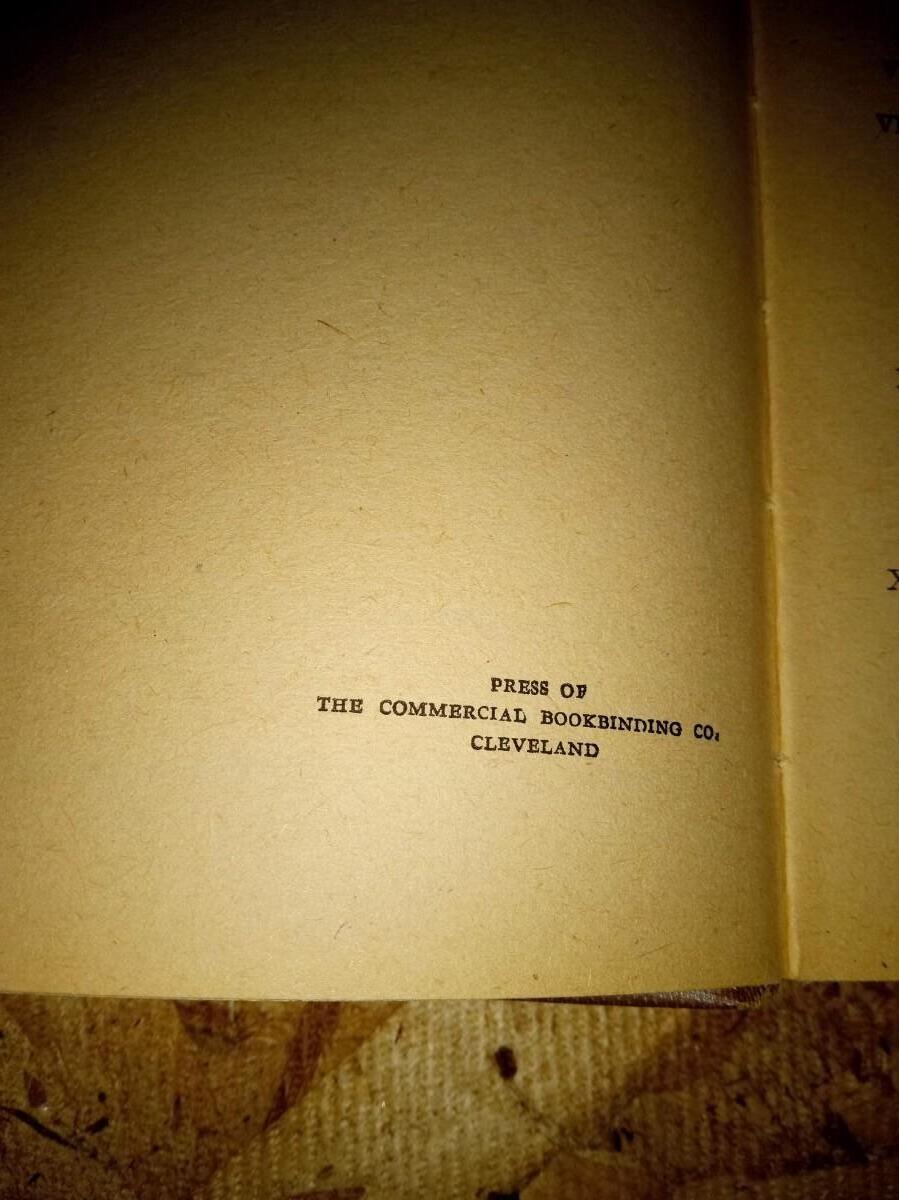 PRESS OF
THE COMMERCIAL BOOKBINDING CO.
CLEVELAND